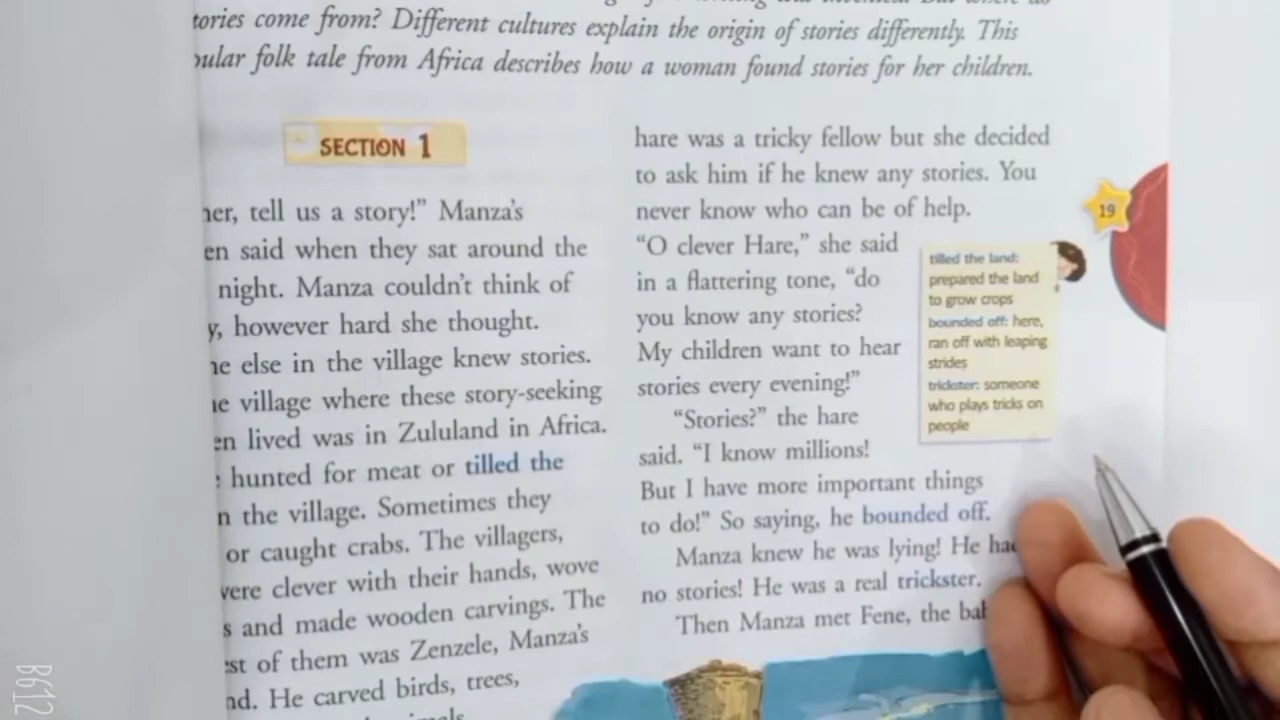 tories come from? Different cultures explain the origin of stories differently. This
ular folk tale from Africa describes how a woman found stories for her children.
SECTION 1
her, tell us a story!” Manza’s
en said when they sat around the
night. Manza couldn’t think of
y, however hard she thought.
ne else in the village knew stories.
he village where these story-seeking
en lived was in Zululand in Africa.
hunted for meat or tilled the
n the village. Sometimes they
or caught crabs. The villagers,
were clever with their hands, wove
s and made wooden carvings. The
est of them was Zenzele, Manza’s
nd. He carved birds, trees,
hare was a tricky fellow but she decided
to ask him if he knew any stories. You
never know who can be of help.
“O clever Hare,” she said
in a flattering tone, “do
you know any stories?
My children want to hear
stories every evening!”
“Stories?” the hare
said. “I know millions!
But I have more important things
to do!” So saying, he bounded off.
Manza knew he was lying! He had
no stories! He was a real trickster.
Then Manza met Fene, the bab
19
tilled the land:
prepared the land
to grow crops
bounded off: here,
ran off with leaping
strides
trickster: someone
who plays tricks on
people
B612